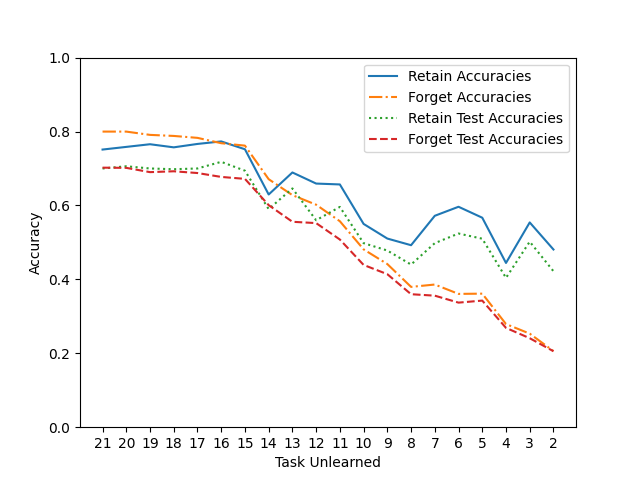 1.0
0.8
0.6
0.4
0.2
0.0
Accuracy
Retain Accuracies
Forget Accuracies
Retain Test Accuracies
Forget Test Accuracies
21 20 19 18 17 16 15 14 13 12 11 10 9 8 7 6 5 4 3 2
Task Unlearned